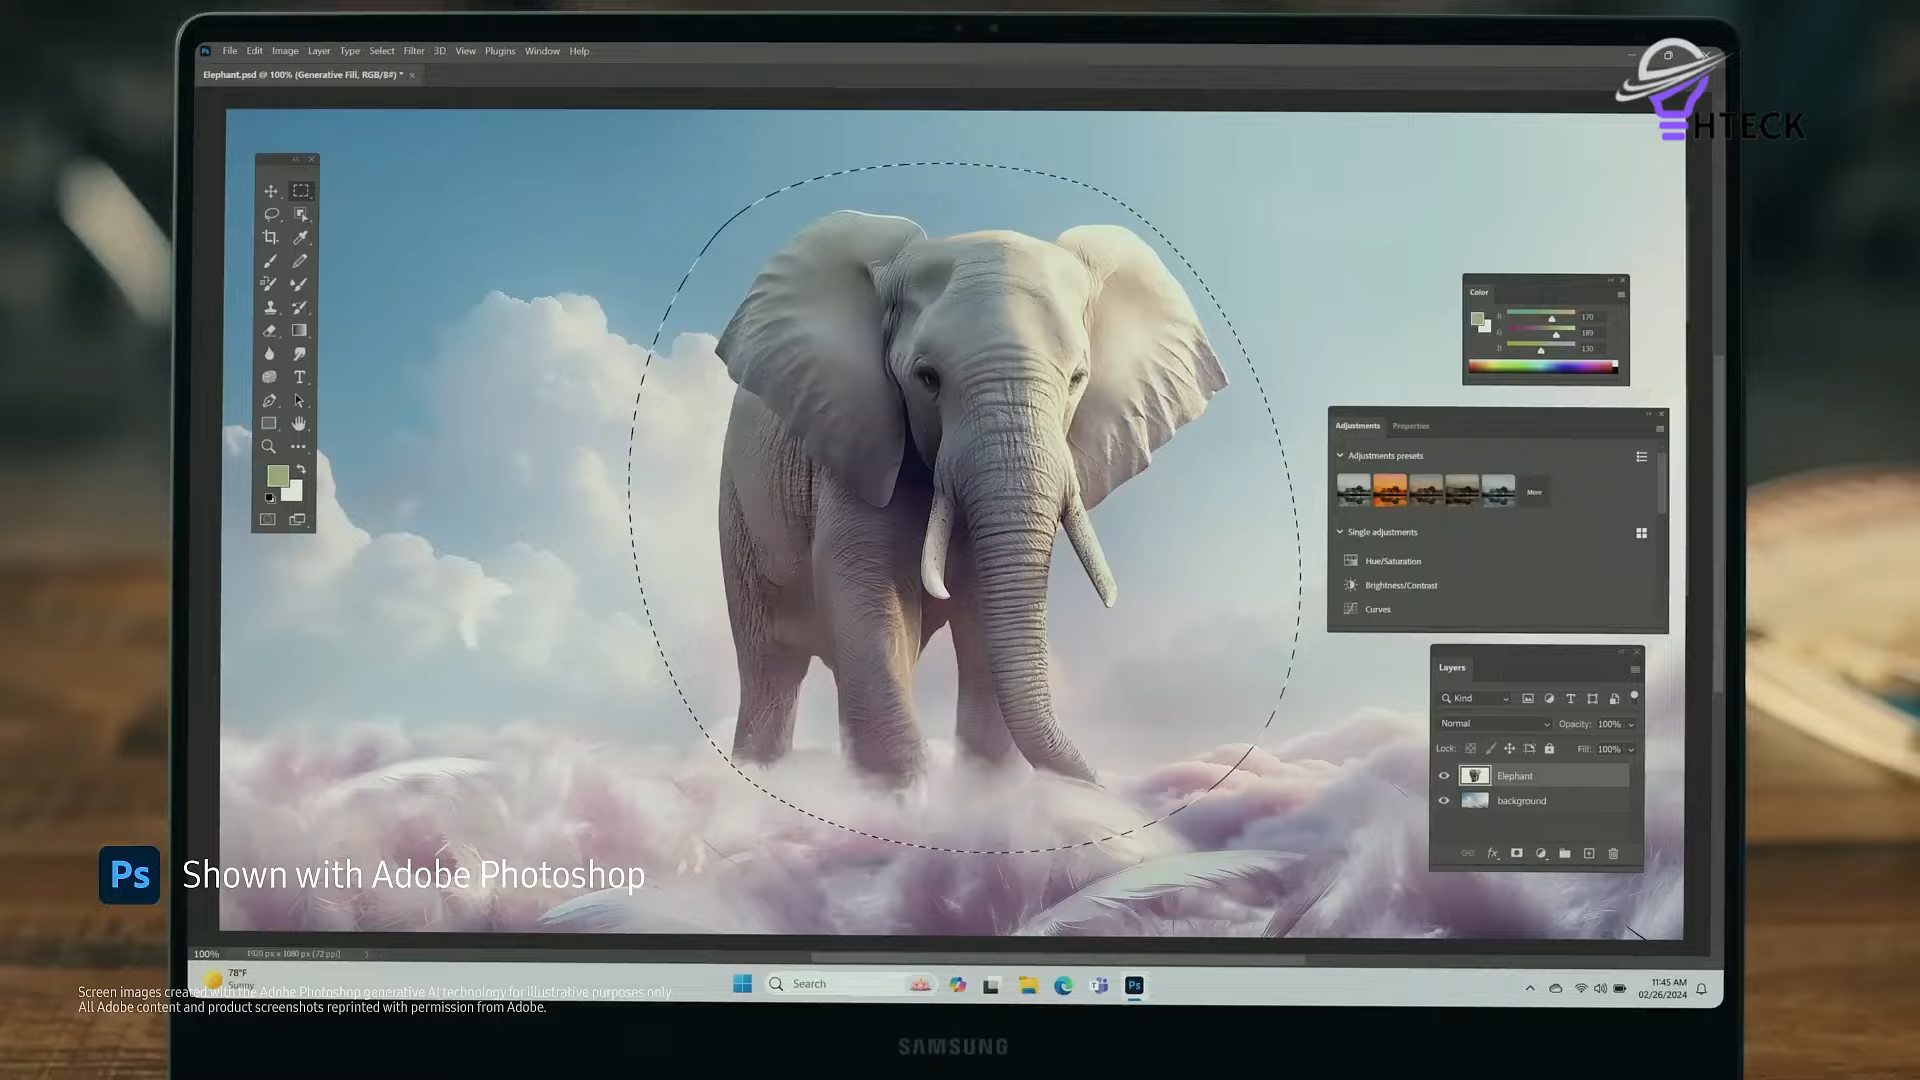 Ps File Edit Image Layer Type Select Filter 3D View Plugins Window Help
Elephant.psd @ 100% (Generative Fill, RGB/8#) * ×
HTECK
Color
R 170
G 189
B 130
Adjustments Properties
Adjustments presets
More
Single adjustments
Hue/Saturation
Brightness/Contrast
Curves
Layers
Kind
Normal Opacity: 100%
Lock: Fill: 100%
Elephant
background
fx
Ps Shown with Adobe Photoshop
100% 1920 px x 1080 px (72 ppi)
78°F
Sunny
Search
Ps
11:45 AM
02/26/2024
Screen images created with the Adobe Photoshop generative AI technology for illustrative purposes only
All Adobe content and product screenshots reprinted with permission from Adobe.
SAMSUNG